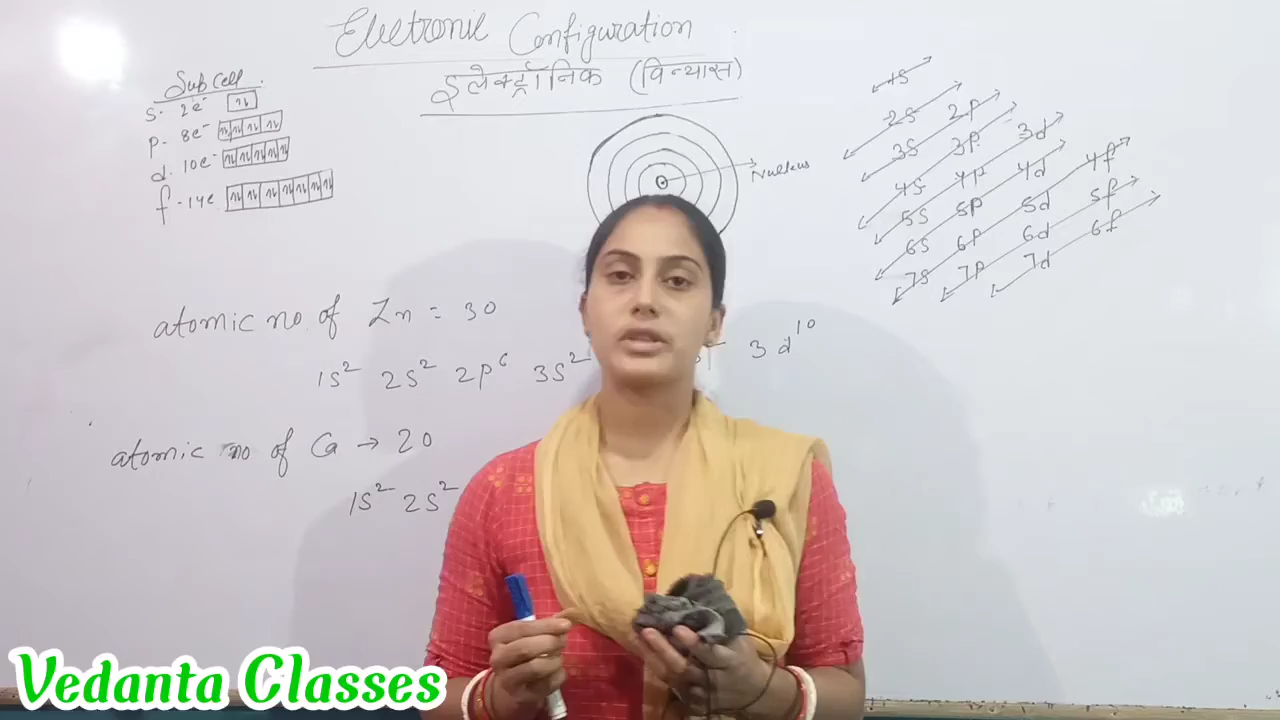 Electronic Configuration
इलेक्ट्रॉनिक (विन्यास)
Sub Cell
s - 2e⁻
p - 8e⁻
d - 10e⁻
f - 14e
Nucleus
1S
2S 2P
3S 3P 3d
4S 4P 4d 4f
5S 5P 5d 5f
6S 6P 6d 6f
7S 7P 7d
atomic no. of Zn = 30
1S² 2S² 2P⁶ 3S² 3d¹⁰
atomic no of Ca → 20
1S² 2S²
Vedanta Classes